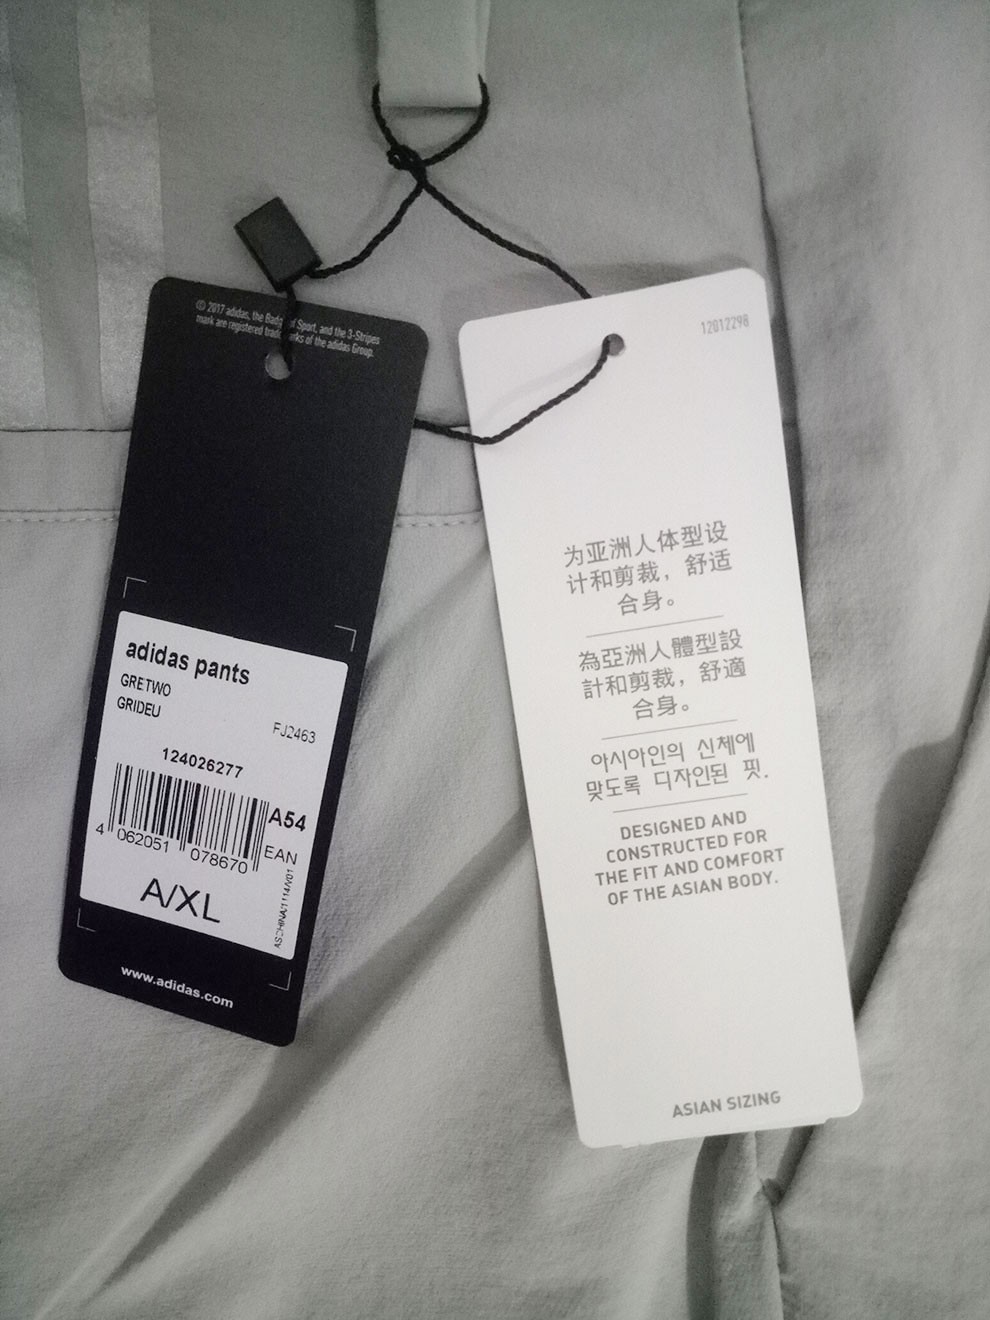 © 2017 adidas, the Badge of Sport, and the 3-Stripes
mark are registered trademarks of the adidas Group.
adidas pants
GRETWO
GRIDEU
FJ2463
124026277
A54
4 062051 078670 EAN
A/XL
www.adidas.com
12012298
为亚洲人体型设
计和剪裁，舒适
合身。
為亞洲人體型設
計和剪裁，舒適
合身。
아시아인의 신체에
맞도록 디자인된 핏.
DESIGNED AND
CONSTRUCTED FOR
THE FIT AND COMFORT
OF THE ASIAN BODY.
ASIAN SIZING